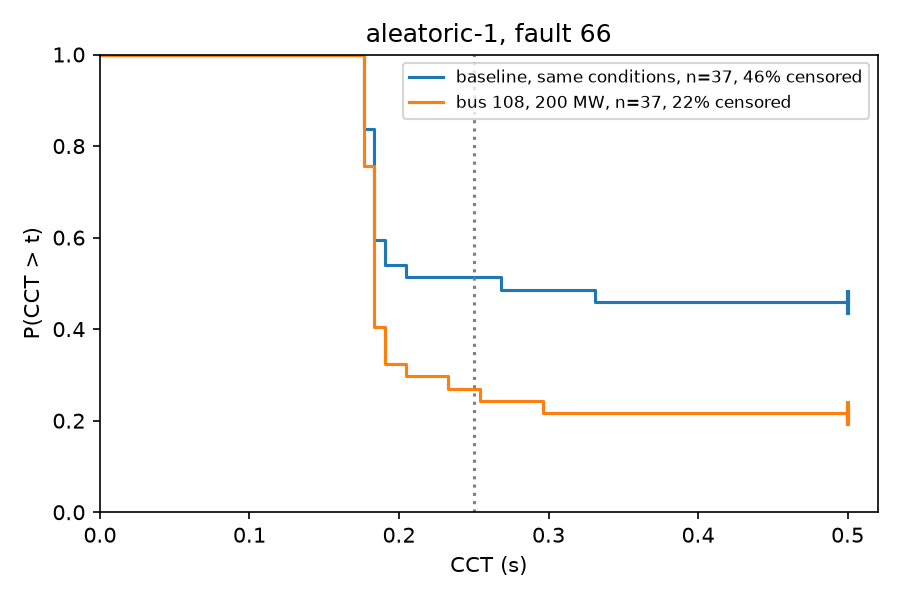 aleatoric-1, fault 66
baseline, same conditions, n=37, 46% censored
bus 108, 200 MW, n=37, 22% censored
P(CCT > t)
1.0
0.8
0.6
0.4
0.2
0.0
0.0 0.1 0.2 0.3 0.4 0.5
CCT (s)